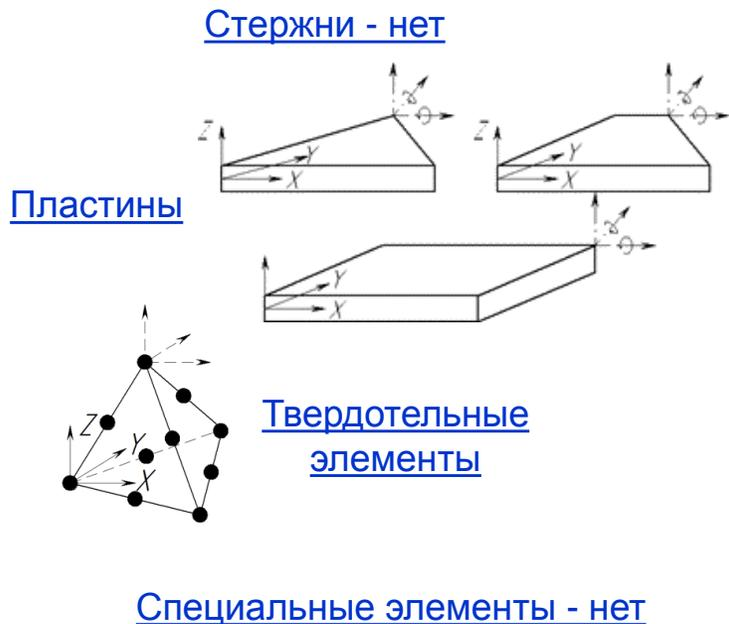 Стержни - нет
Z
Y
X
Z
Y
X
Пластины
Y
X
Твердотельные
элементы
Z
Y
X
Специальные элементы - нет